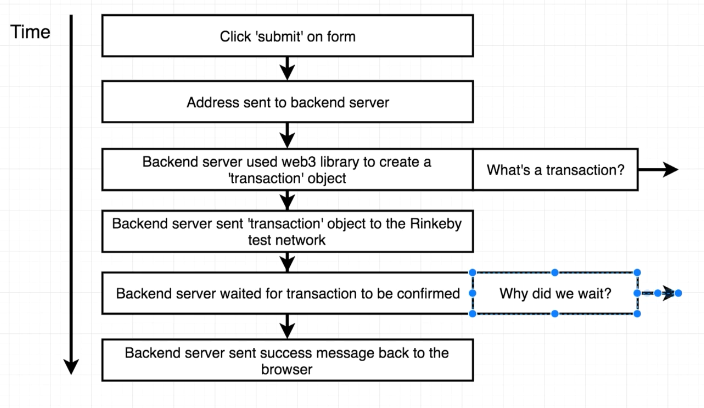 Time
Click 'submit' on form
Address sent to backend server
Backend server used web3 library to create a
'transaction' object
What's a transaction?
Backend server sent 'transaction' object to the Rinkeby
test network
Backend server waited for transaction to be confirmed
Why did we wait?
Backend server sent success message back to the
browser